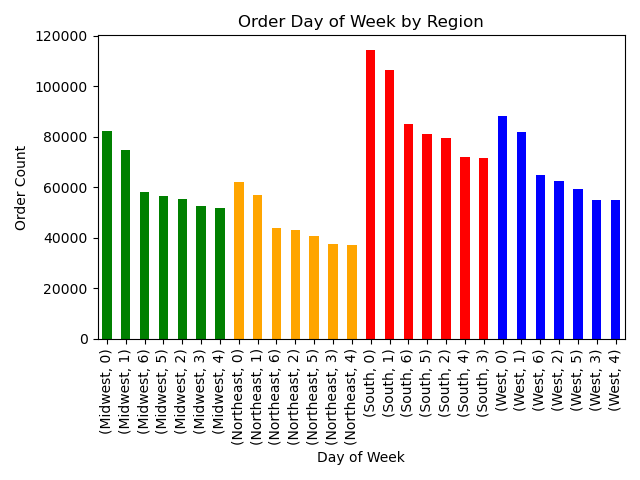 Order Day of Week by Region
Order Count
120000
100000
80000
60000
40000
20000
0
(Midwest, 0)
(Midwest, 1)
(Midwest, 6)
(Midwest, 5)
(Midwest, 2)
(Midwest, 3)
(Midwest, 4)
(Northeast, 0)
(Northeast, 1)
(Northeast, 6)
(Northeast, 2)
(Northeast, 5)
(Northeast, 3)
(Northeast, 4)
(South, 0)
(South, 1)
(South, 6)
(South, 5)
(South, 2)
(South, 4)
(South, 3)
(West, 0)
(West, 1)
(West, 6)
(West, 2)
(West, 5)
(West, 3)
(West, 4)
Day of Week